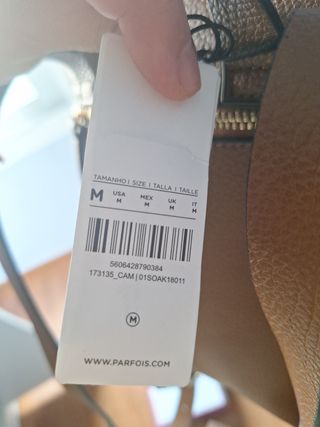 TAMANHO | SIZE | TALLA | TAILLE
M USA MEX UK IT
M M M M
5606428790384
173135_CAM | 01SOAK18011
M
WWW.PARFOIS.COM